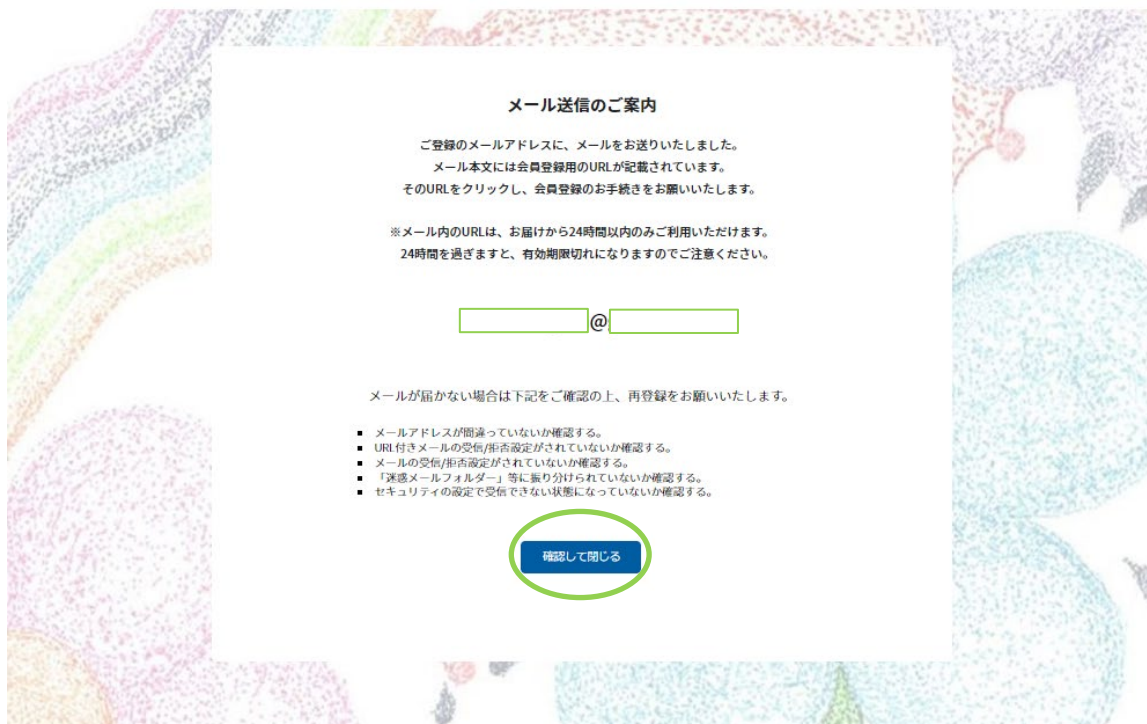 メール送信のご案内
ご登録のメールアドレスに、メールをお送りいたしました。
メール本文には会員登録用のURLが記載されています。
そのURLをクリックし、会員登録のお手続きをお願いいたします。
※メール内のURLは、お届けから24時間以内のみご利用いただけます。
24時間を過ぎますと、有効期限切れになりますのでご注意ください。
@
メールが届かない場合は下記をご確認の上、再登録をお願いいたします。
■ メールアドレスが間違っていないか確認する。
■ URL付きメールの受信/拒否設定がされていないか確認する。
■ メールの受信/拒否設定がされていないか確認する。
■ 「迷惑メールフォルダー」等に振り分けられていないか確認する。
■ セキュリティの設定で受信できない状態になっていないか確認する。
確認して閉じる